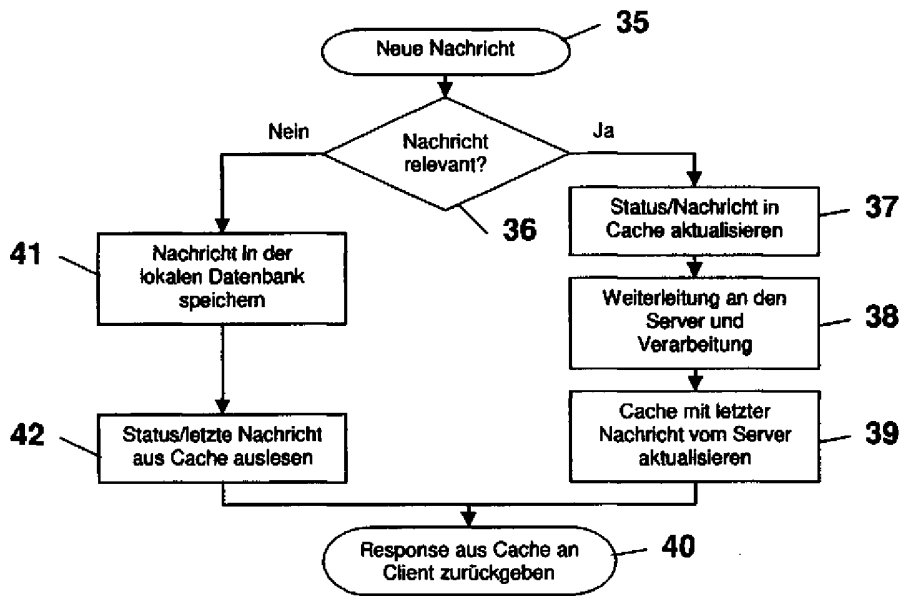 35
Neue Nachricht
Nein
Ja
Nachricht
relevant?
36
37
Status/Nachricht in
Cache aktualisieren
41
Nachricht in der
lokalen Datenbank
speichern
38
Weiterleitung an den
Server und
Verarbeitung
42
Status/letzte Nachricht
aus Cache auslesen
39
Cache mit letzter
Nachricht vom Server
aktualisieren
40
Response aus Cache an
Client zurückgeben